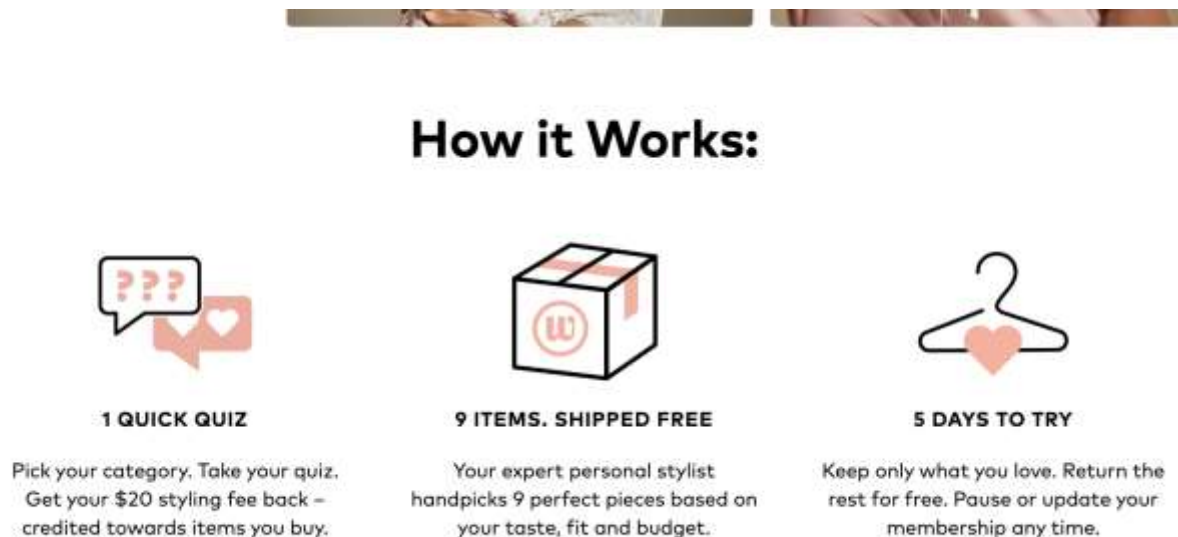 How it Works:
???
w
1 QUICK QUIZ
Pick your category. Take your quiz.
Get your $20 styling fee back –
credited towards items you buy.
9 ITEMS. SHIPPED FREE
Your expert personal stylist
handpicks 9 perfect pieces based on
your taste, fit and budget.
5 DAYS TO TRY
Keep only what you love. Return the
rest for free. Pause or update your
membership any time.